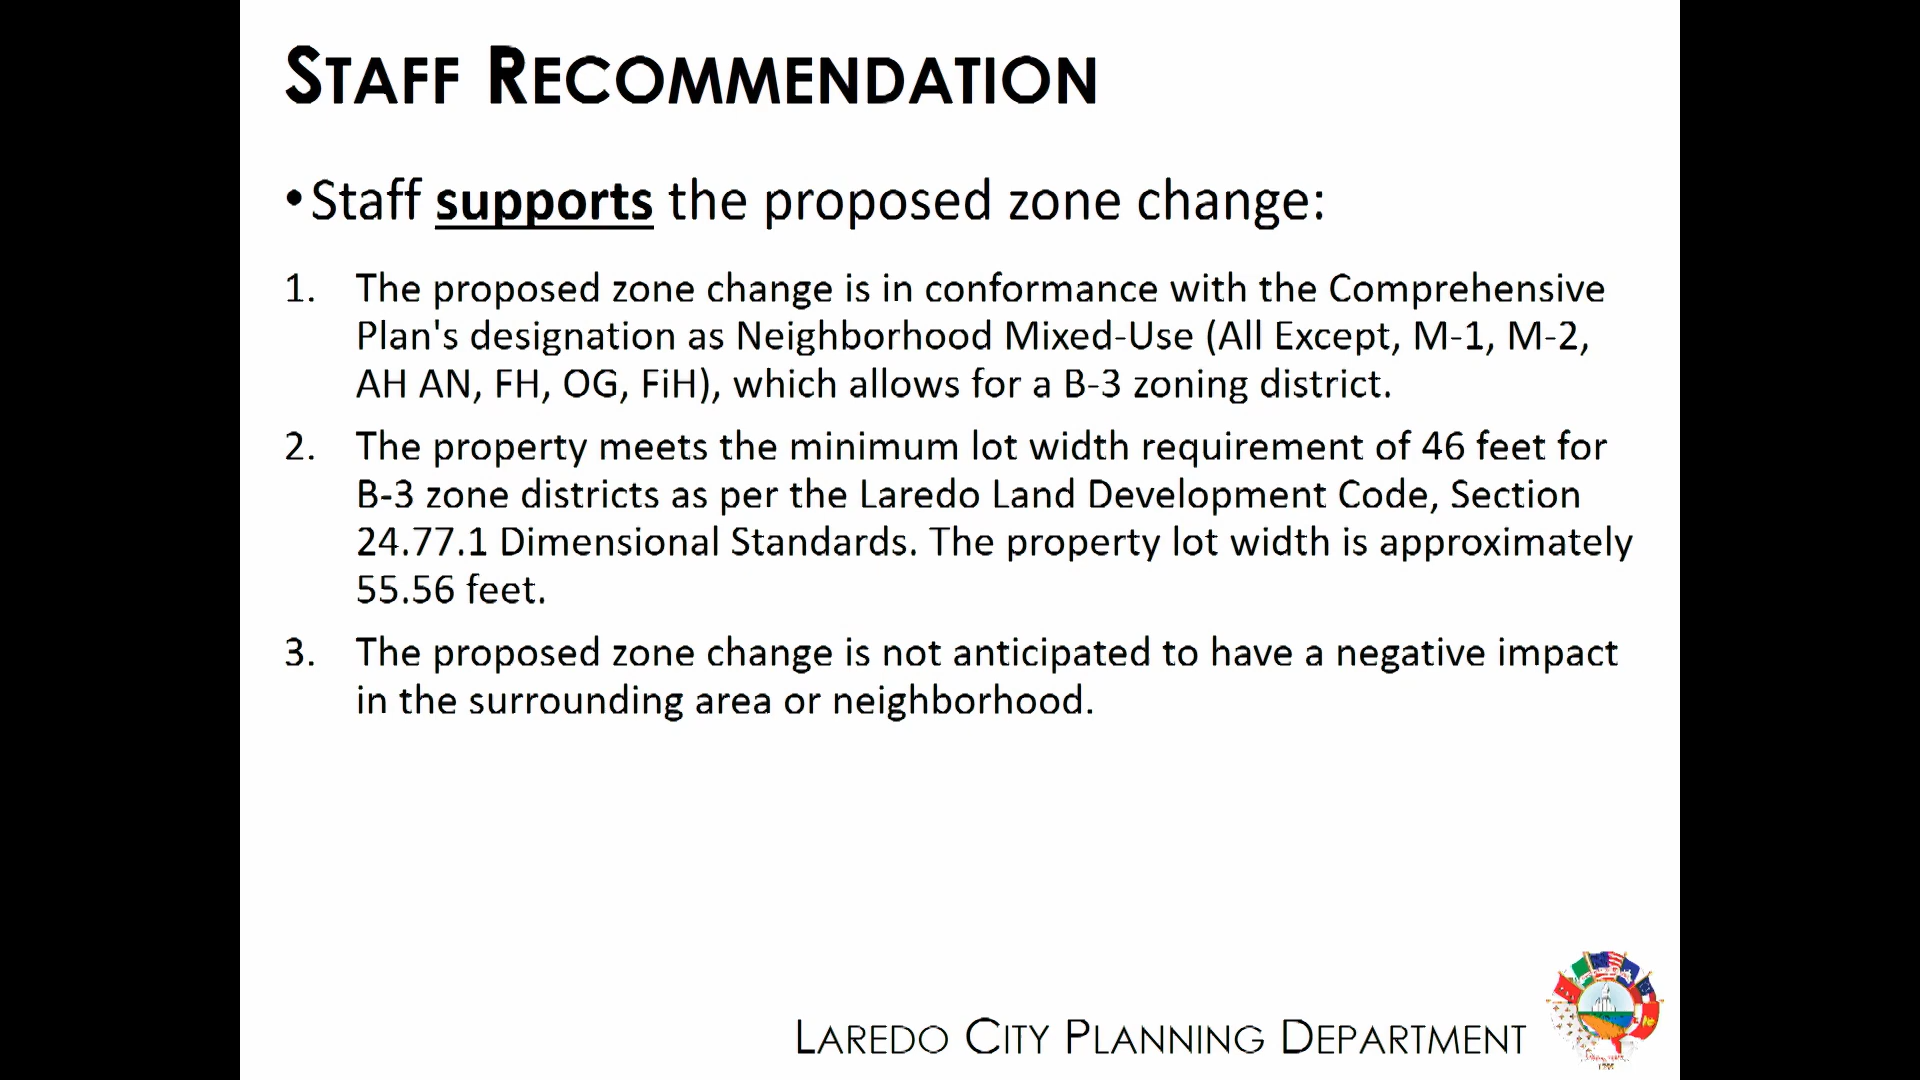 STAFF RECOMMENDATION
•Staff supports the proposed zone change:
1. The proposed zone change is in conformance with the Comprehensive
Plan's designation as Neighborhood Mixed-Use (All Except, M-1, M-2,
AH AN, FH, OG, FiH), which allows for a B-3 zoning district.
2. The property meets the minimum lot width requirement of 46 feet for
B-3 zone districts as per the Laredo Land Development Code, Section
24.77.1 Dimensional Standards. The property lot width is approximately
55.56 feet.
3. The proposed zone change is not anticipated to have a negative impact
in the surrounding area or neighborhood.
LAREDO CITY PLANNING DEPARTMENT